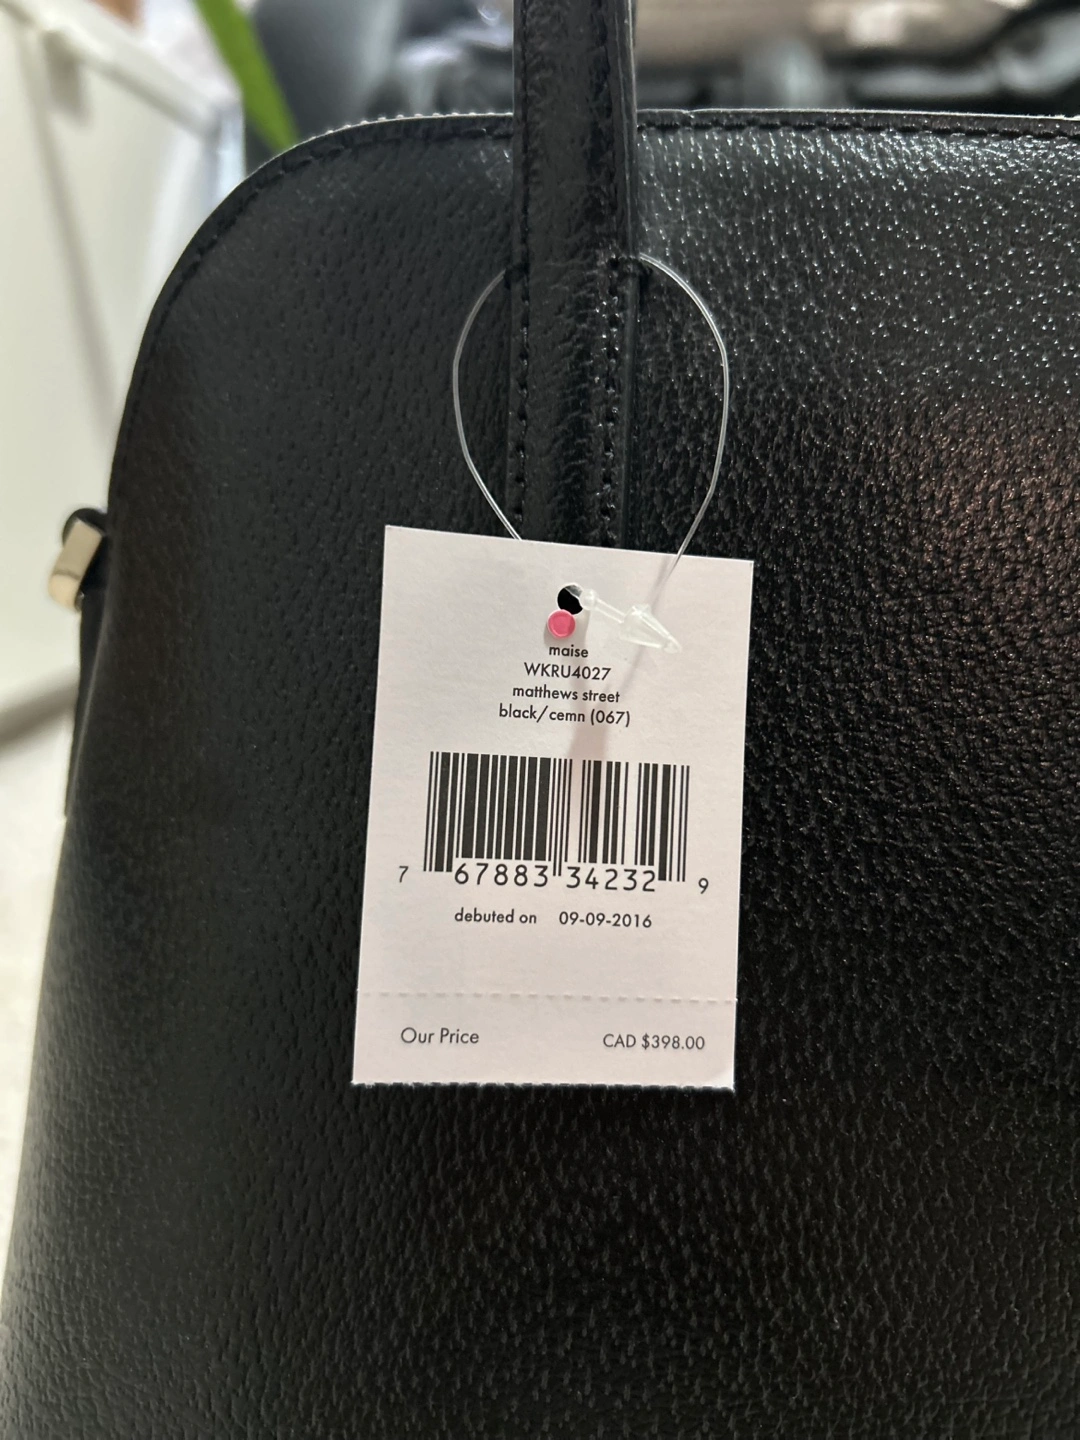 maise
WKRU4027
matthews street
black/cemn (067)
7 67883 34232 9
debuted on 09-09-2016
Our Price CAD $398.00